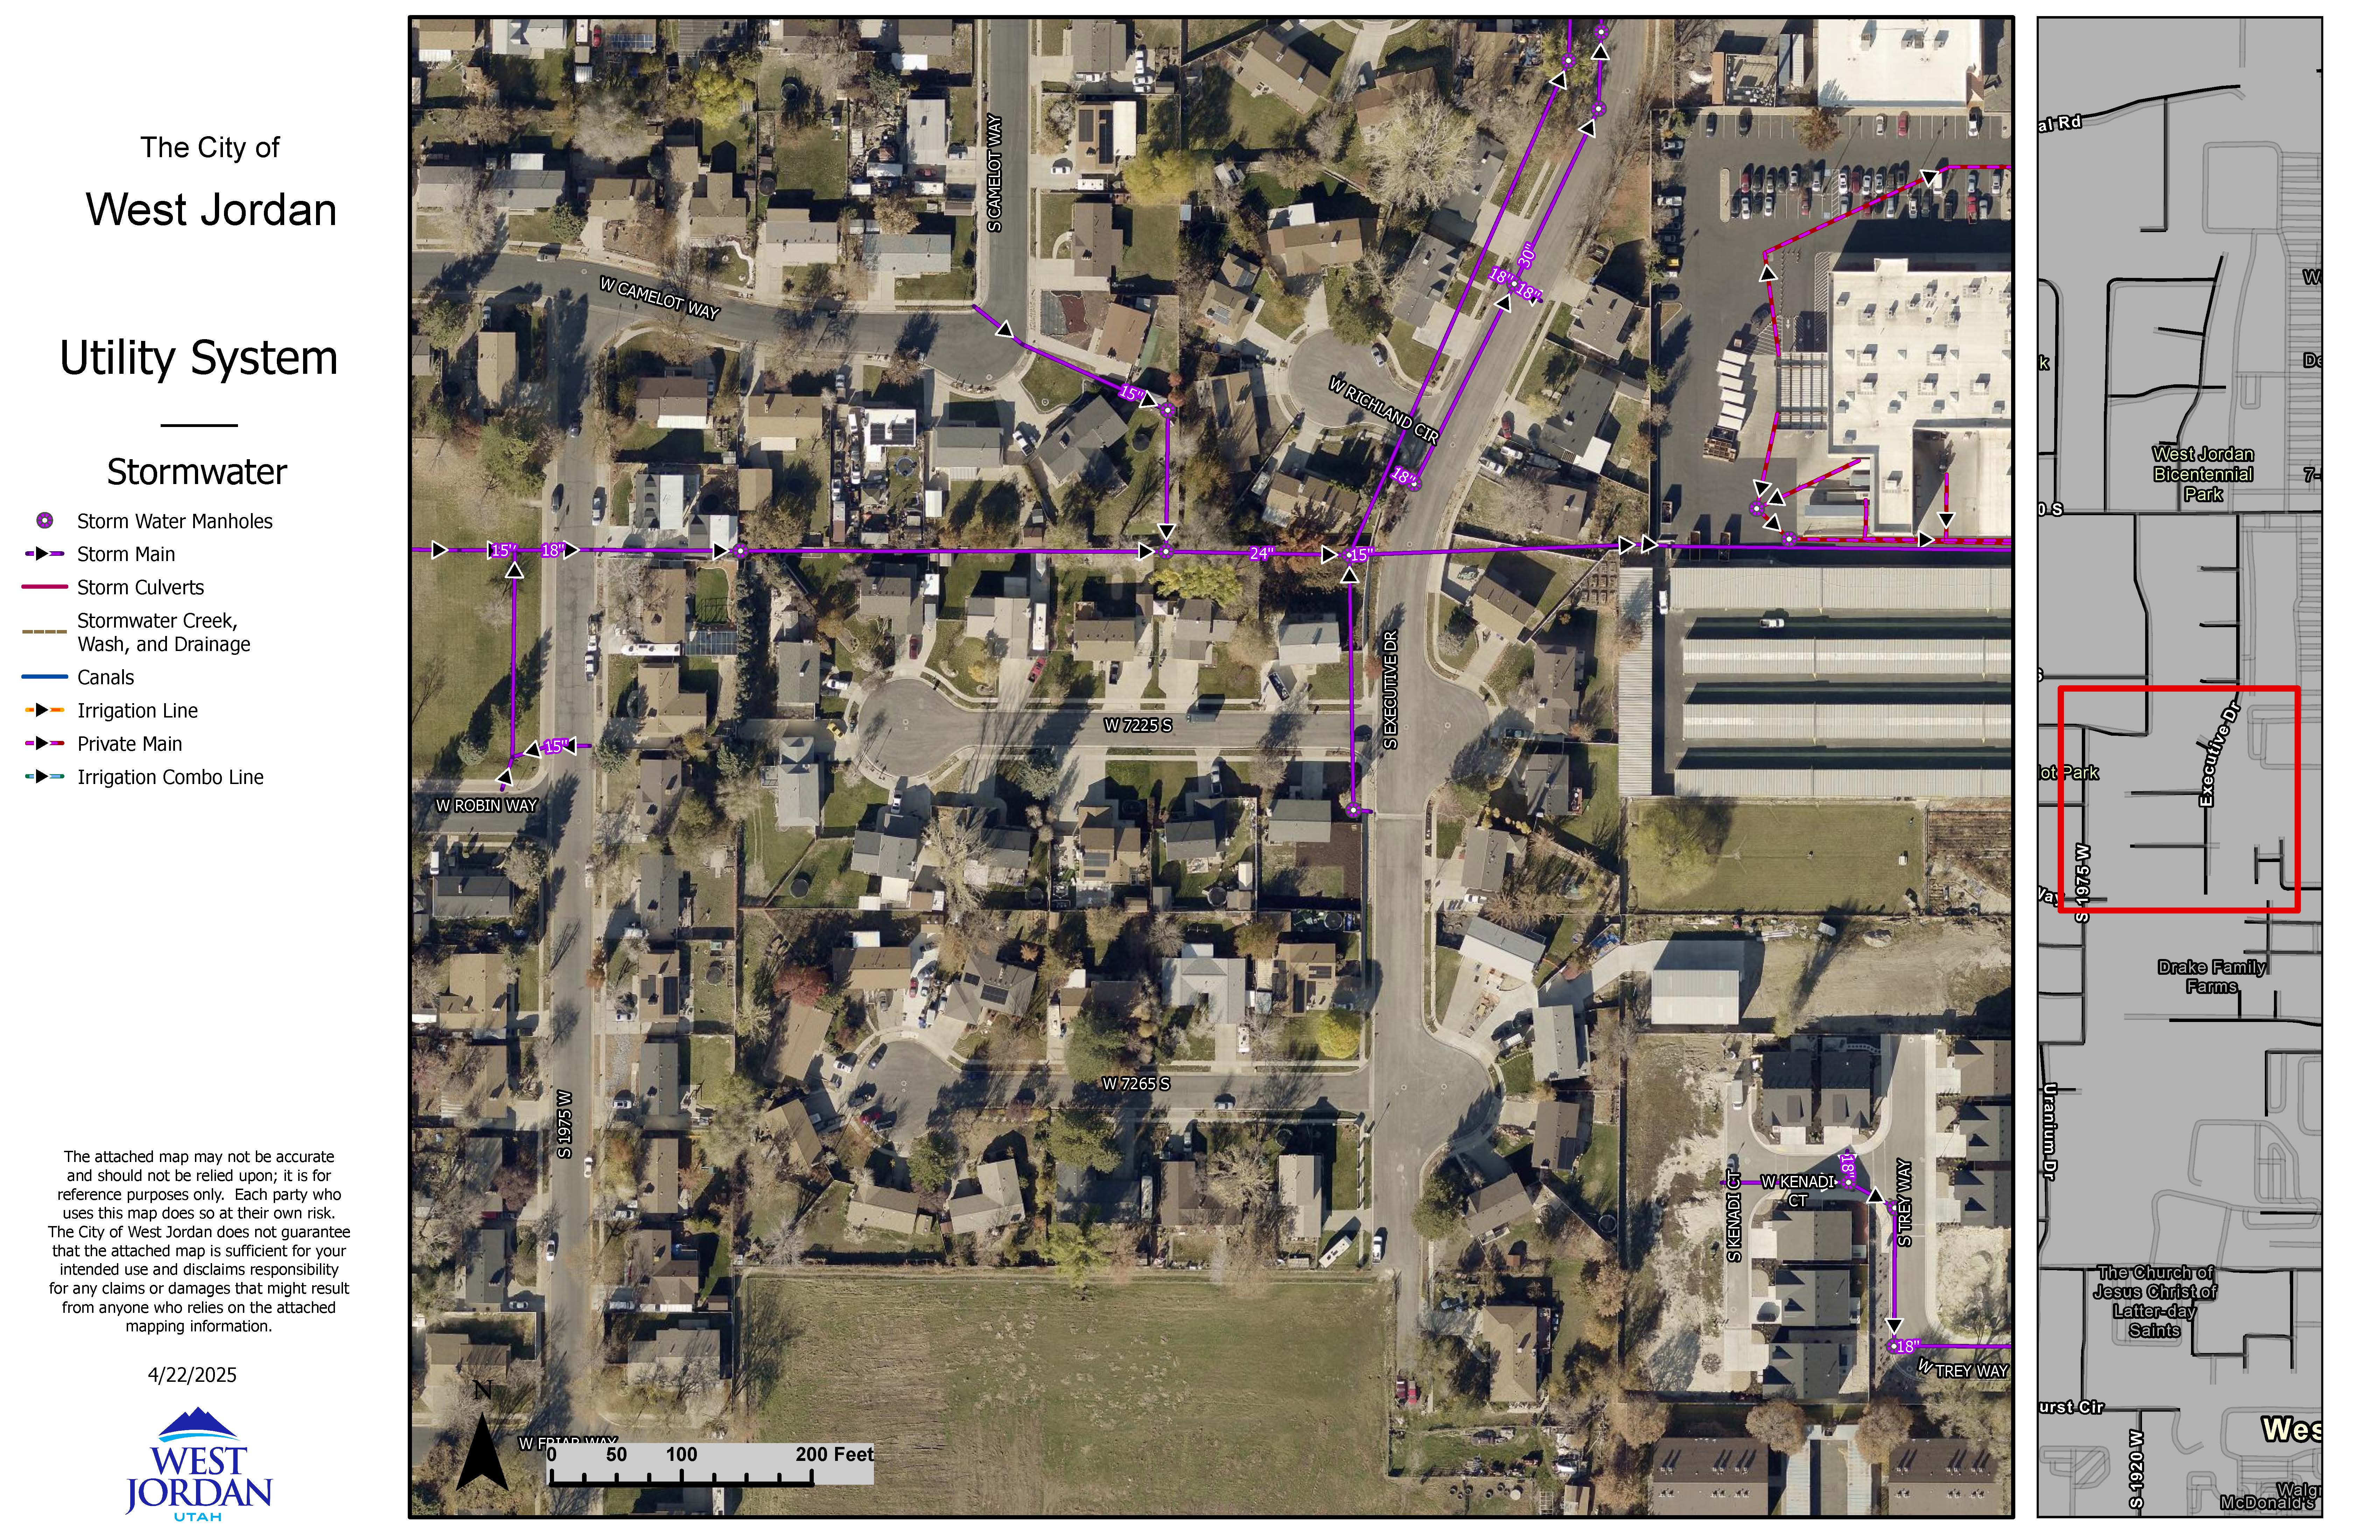 The City of
West Jordan
Utility System
Stormwater
Storm Water Manholes
Storm Main
Storm Culverts
Stormwater Creek,
Wash, and Drainage
Canals
Irrigation Line
Private Main
Irrigation Combo Line
The attached map may not be accurate
and should not be relied upon; it is for
reference purposes only. Each party who
uses this map does so at their own risk.
The City of West Jordan does not guarantee
that the attached map is sufficient for your
intended use and disclaims responsibility
for any claims or damages that might result
from anyone who relies on the attached
mapping information.
4/22/2025
WEST
JORDAN
UTAH
S CAMELOT WAY
W CAMELOT WAY
30"
18"
18"
15"
W RICHLAND CIR
18"
15"
18"
24"
15"
S EXECUTIVE DR
W 7225 S
15"
W ROBIN WAY
W 7265 S
S 1975 W
18"
W KENADI
CT
S KENADI CT
S TREY WAY
18"
W TREY WAY
N
W FRIAR WAY
0 50 100 200 Feet
al Rd
We
k
De
West Jordan
Bicentennial
Park
7-
0 S
S
Executive Dr
lot Park
S 1975 W
Way
Drake Family
Farms
Uranium Dr
The Church of
Jesus Christ of
Latter-day
Saints
urst Cir
Wes
S 1920 W
Walgr
McDonald's